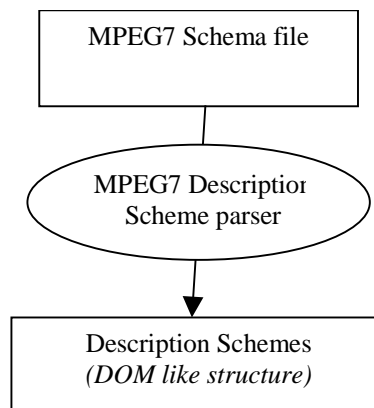 MPEG7 Schema file
MPEG7 Description
Scheme parser
Description Schemes
(DOM like structure)